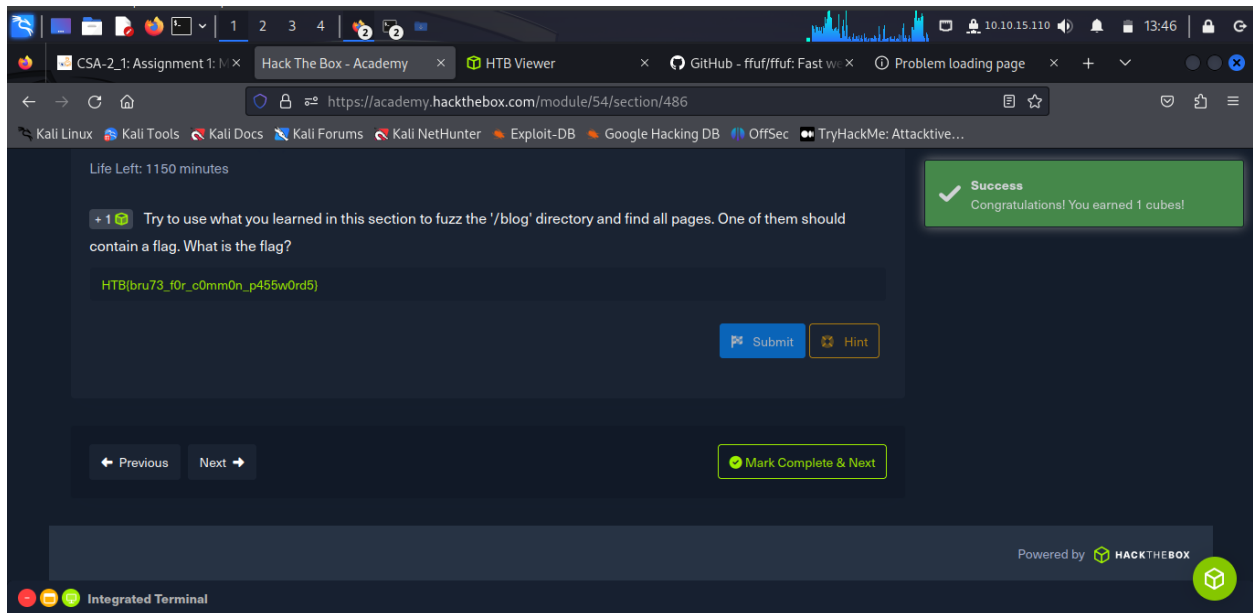 1 2 3 4 2 2 10.10.15.110 13:46
CSA-2_1: Assignment 1: M Hack The Box - Academy HTB Viewer GitHub - ffuf/ffuf: Fast we Problem loading page
https://academy.hackthebox.com/module/54/section/486
Kali Linux Kali Tools Kali Docs Kali Forums Kali NetHunter Exploit-DB Google Hacking DB OffSec TryHackMe: Attacktive…
Life Left: 1150 minutes
Success
Congratulations! You earned 1 cubes!
+ 1 Try to use what you learned in this section to fuzz the '/blog' directory and find all pages. One of them should
contain a flag. What is the flag?
HTB{bru73_f0r_c0mm0n_p455w0rd5}
Submit Hint
Previous Next Mark Complete & Next
Powered by HACKTHEBOX
Integrated Terminal